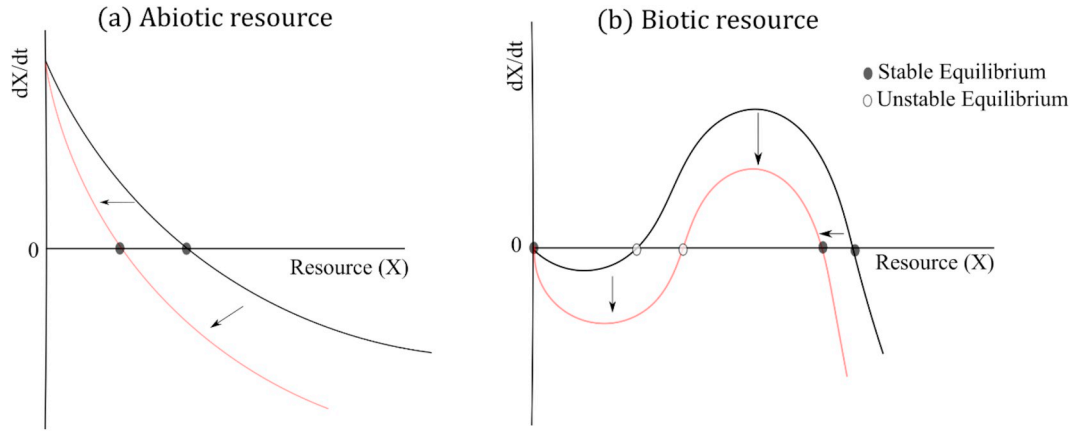 (a) Abiotic resource
dX/dt
0
Resource (X)
(b) Biotic resource
dX/dt
0
Resource (X)
Stable Equilibrium
Unstable Equilibrium